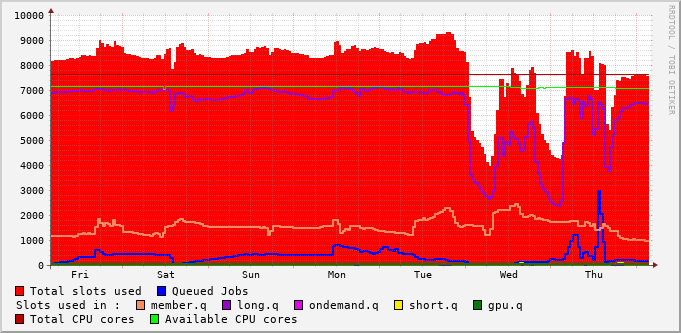 10000
9000
8000
7000
6000
5000
4000
3000
2000
1000
0
Fri Sat Sun Mon Tue Wed Thu
RRDTOOL / TOBI OETIKER
Total slots used Queued Jobs
Slots used in : member.q long.q ondemand.q short.q gpu.q
Total CPU cores Available CPU cores